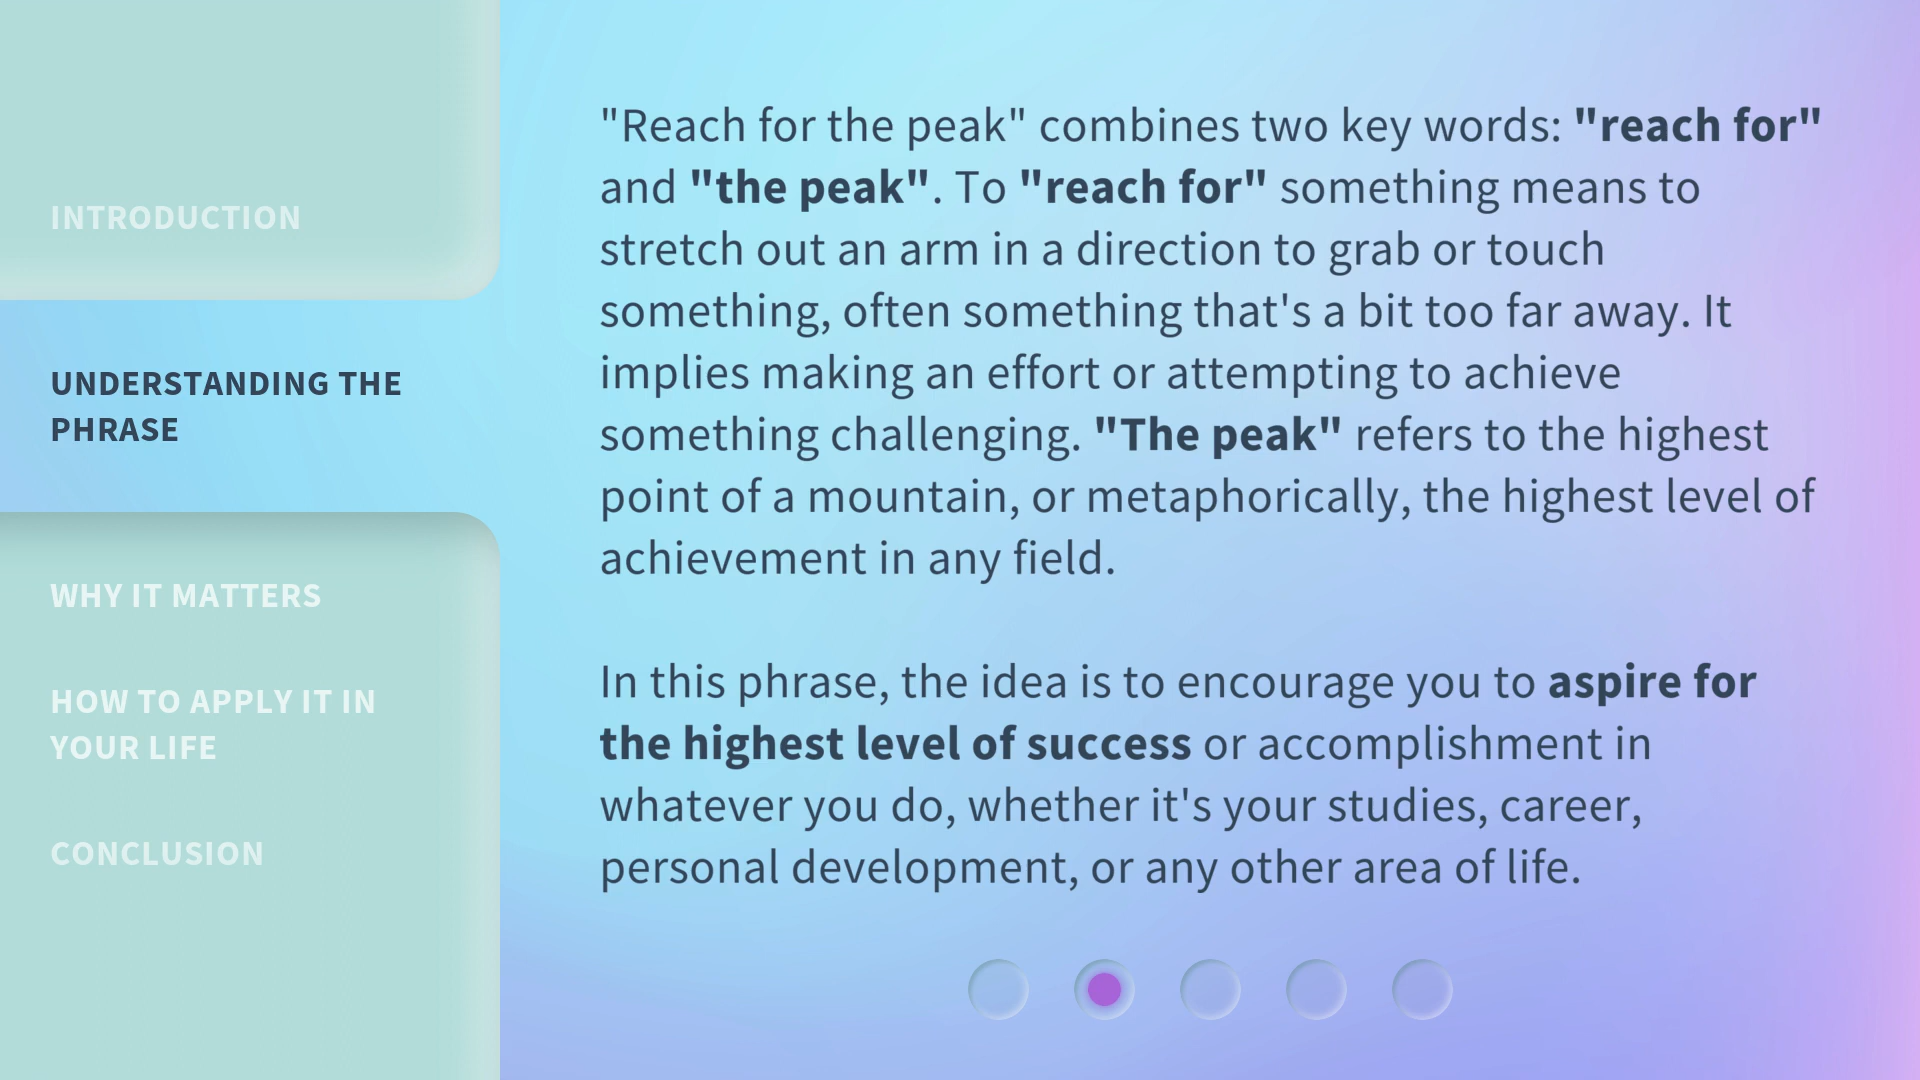 INTRODUCTION
UNDERSTANDING THE
PHRASE
WHY IT MATTERS
HOW TO APPLY IT IN
YOUR LIFE
CONCLUSION
"Reach for the peak" combines two key words: "reach for"
and "the peak". To "reach for" something means to
stretch out an arm in a direction to grab or touch
something, often something that's a bit too far away. It
implies making an effort or attempting to achieve
something challenging. "The peak" refers to the highest
point of a mountain, or metaphorically, the highest level of
achievement in any field.
In this phrase, the idea is to encourage you to aspire for
the highest level of success or accomplishment in
whatever you do, whether it's your studies, career,
personal development, or any other area of life.